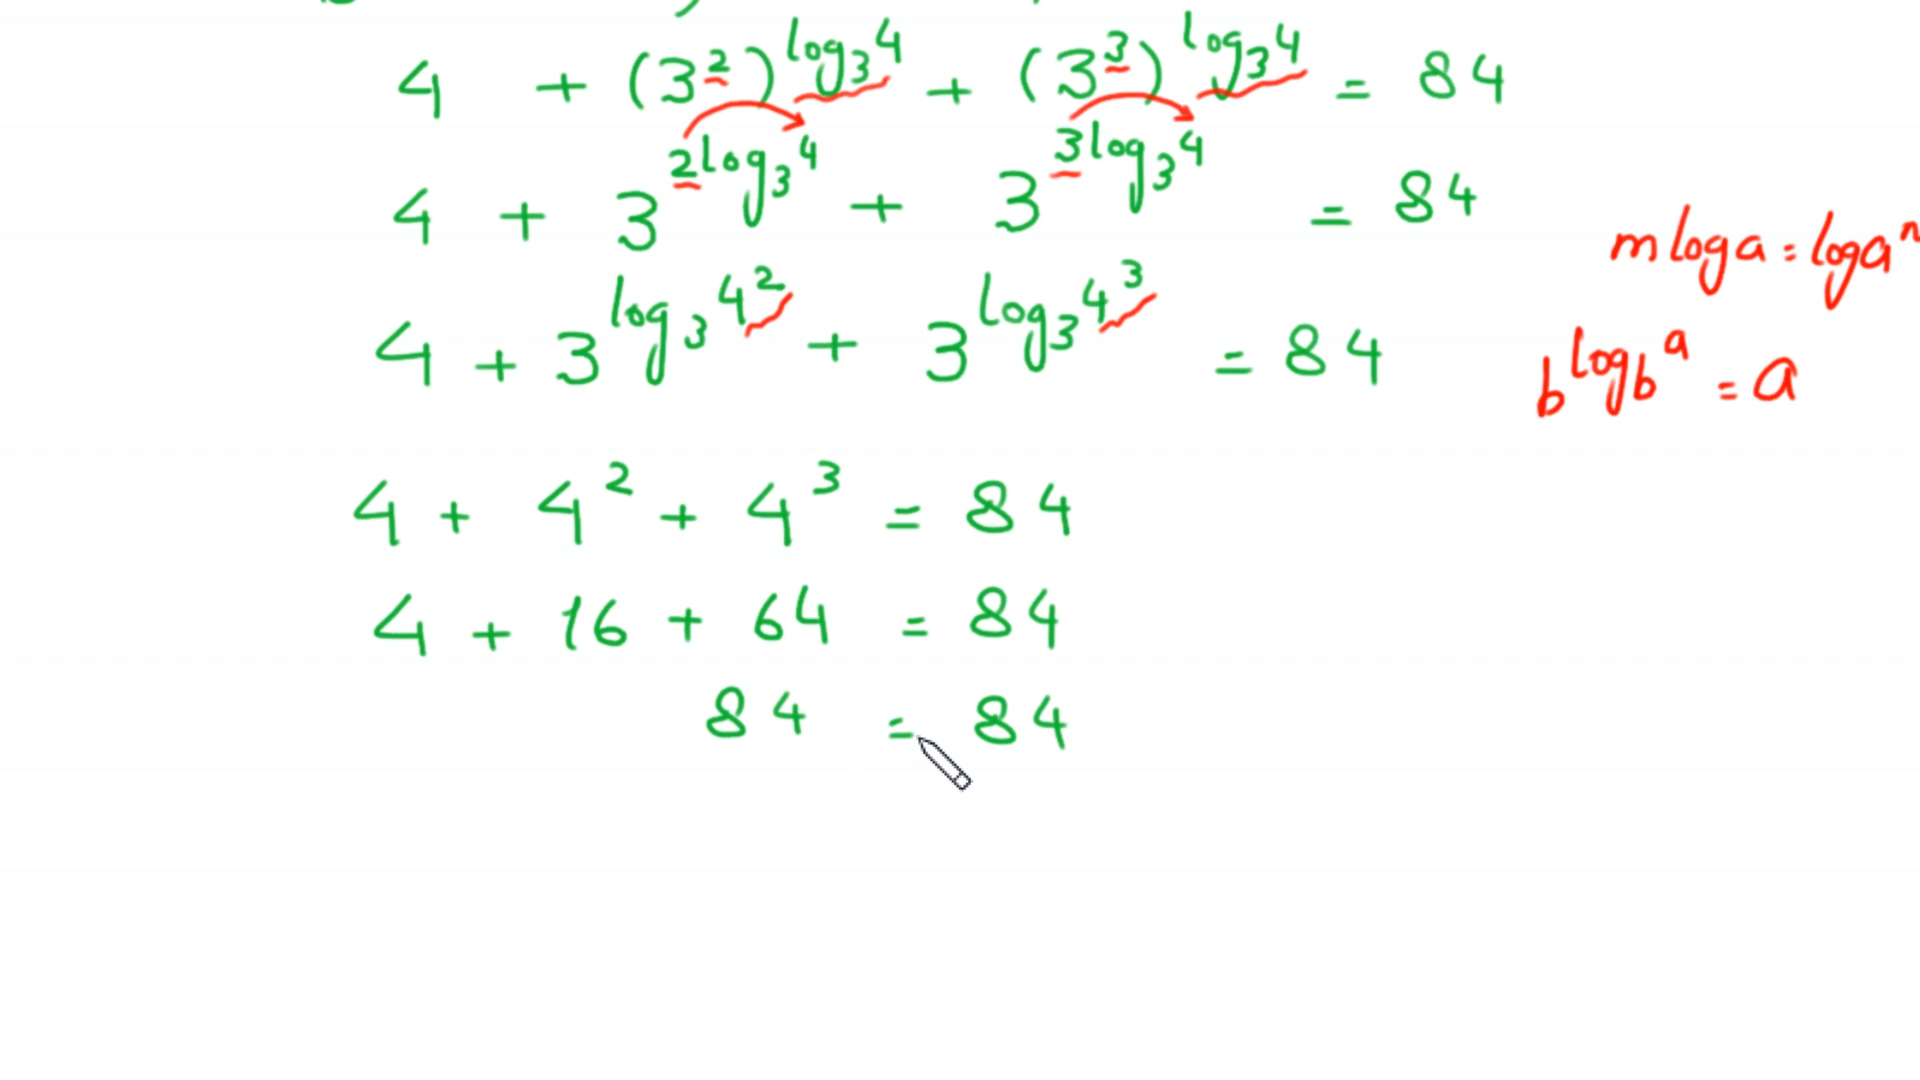 4 + (3²)^log₃4 + (3³)^log₃4 = 84
4 + 3^2log₃4 + 3^3log₃4 = 84
m log a = log a
4 + 3^log₃4² + 3^log₃4³ = 84
b^log_b a = a
4 + 4² + 4³ = 84
4 + 16 + 64 = 84
84 = 84